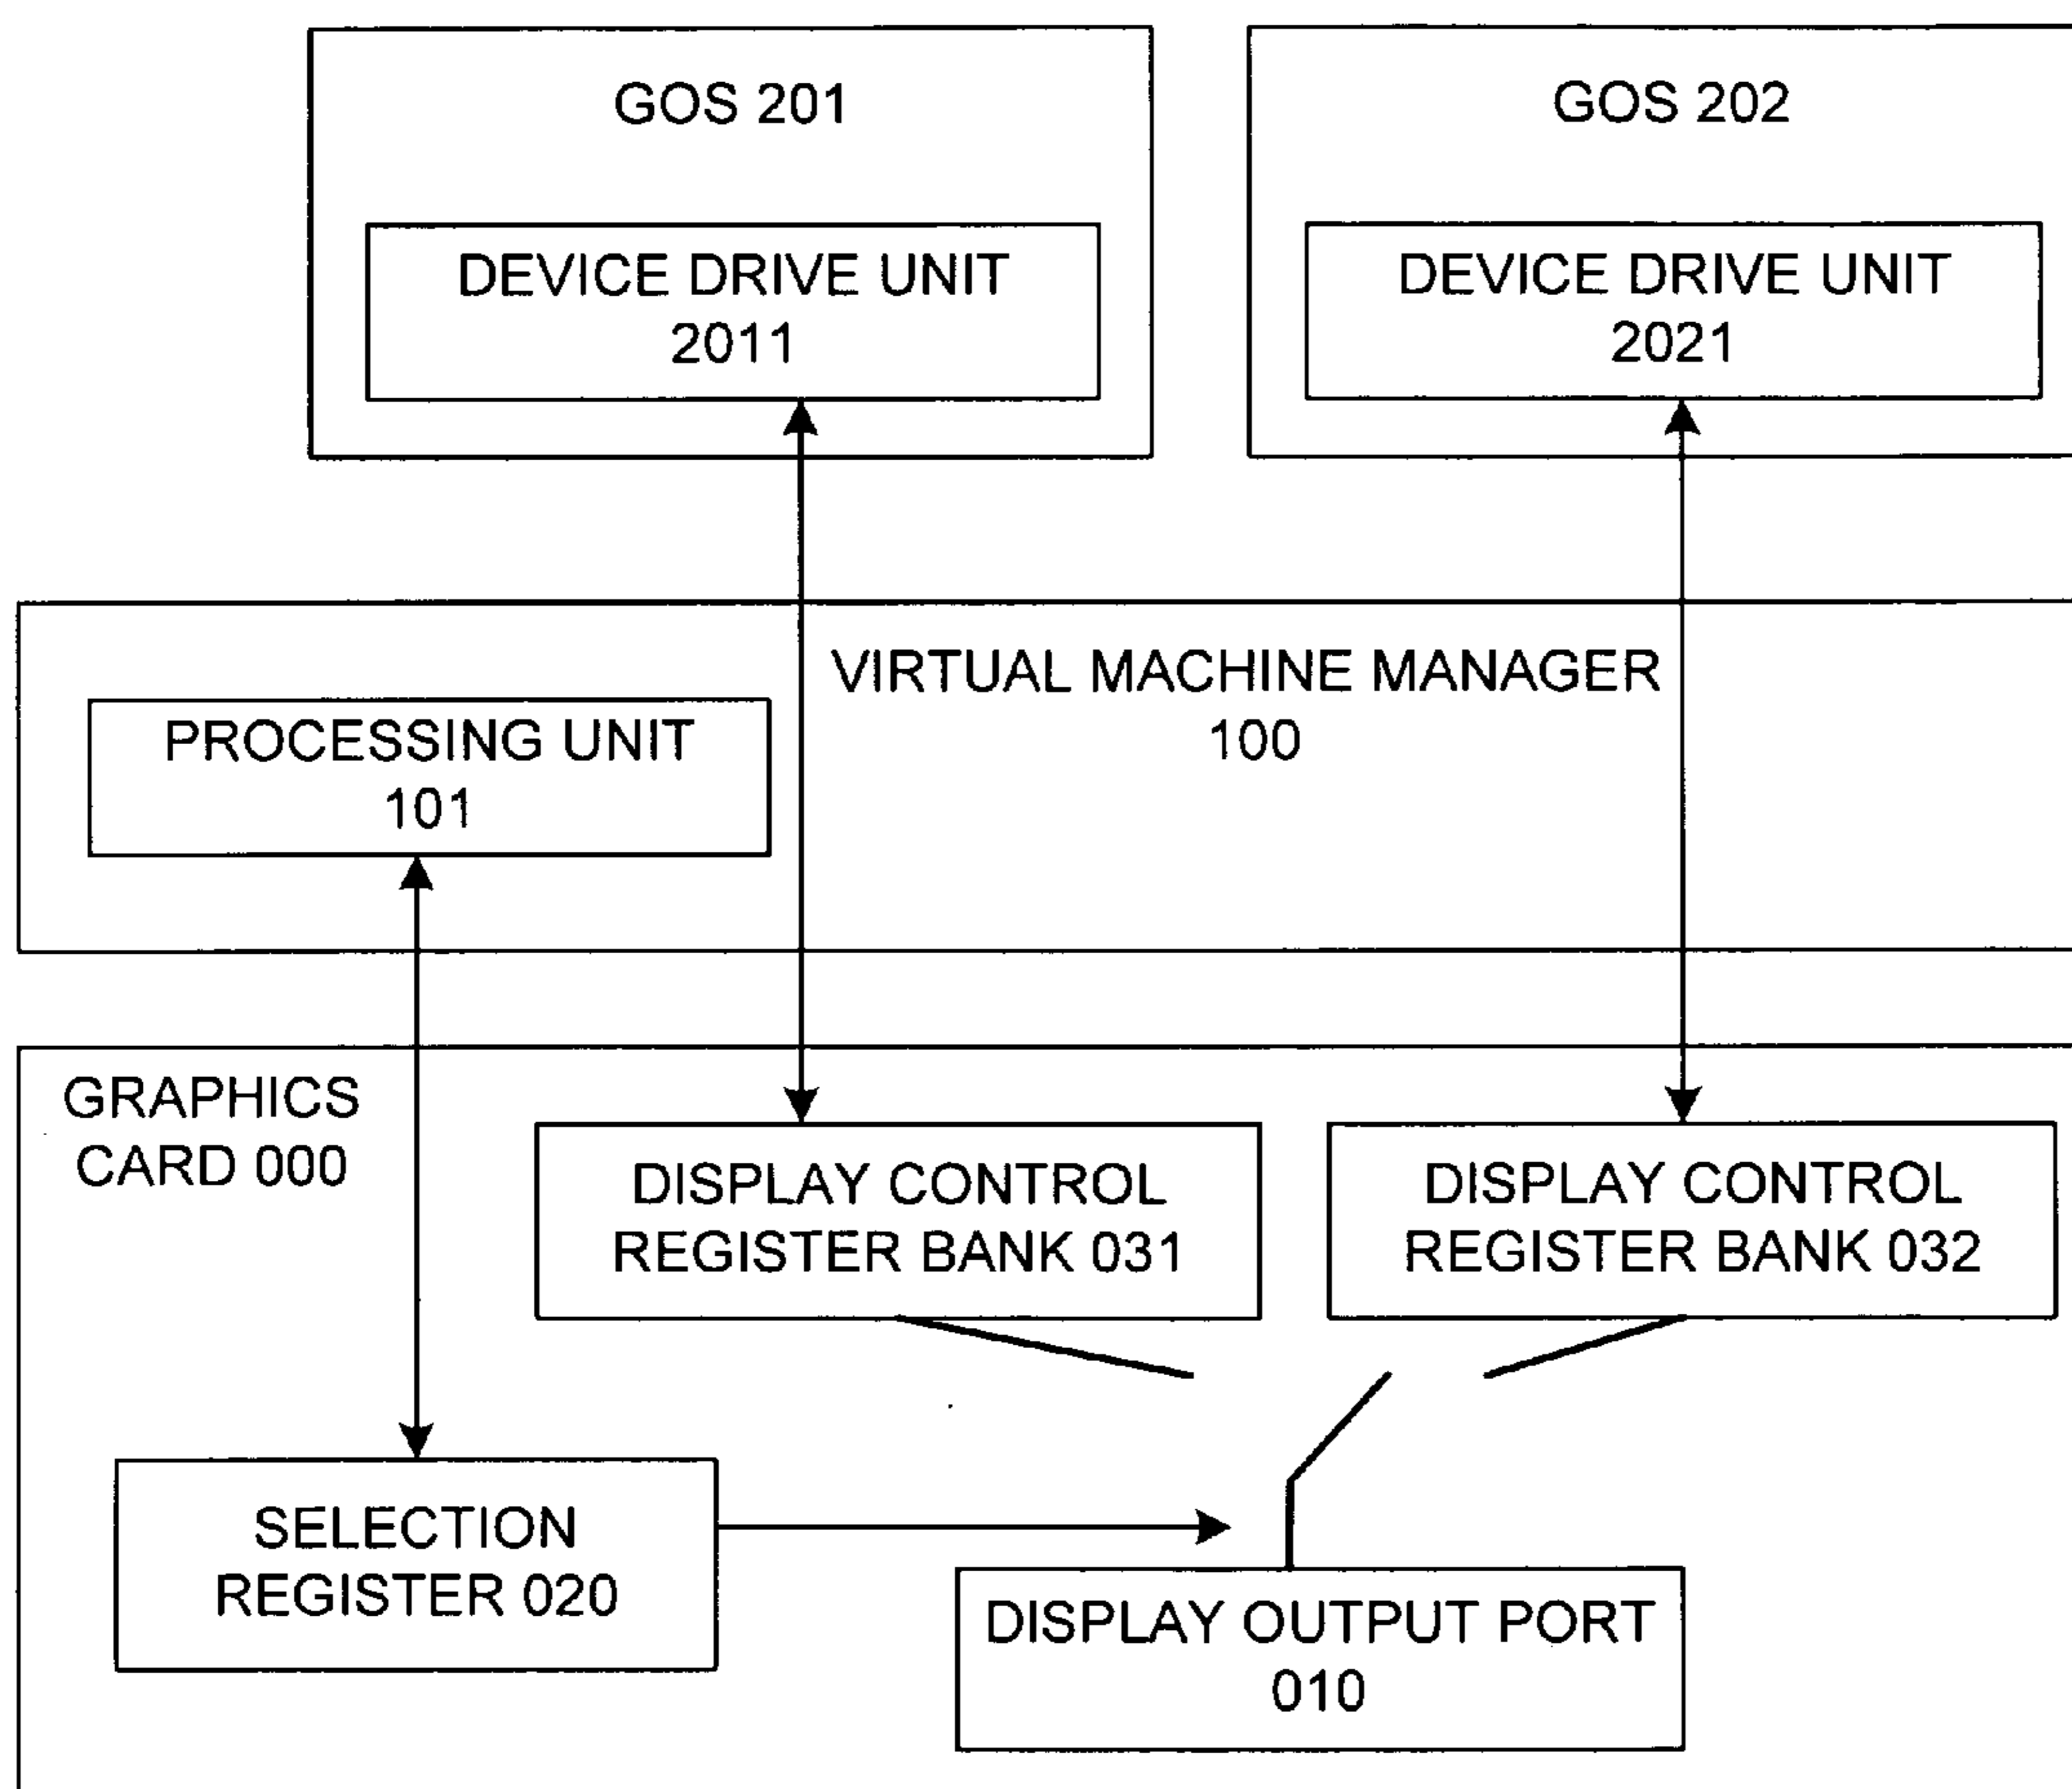 GOS 201
GOS 202
DEVICE DRIVE UNIT
2011
DEVICE DRIVE UNIT
2021
VIRTUAL MACHINE MANAGER
100
PROCESSING UNIT
101
GRAPHICS
CARD 000
DISPLAY CONTROL
REGISTER BANK 031
DISPLAY CONTROL
REGISTER BANK 032
SELECTION
REGISTER 020
DISPLAY OUTPUT PORT
010